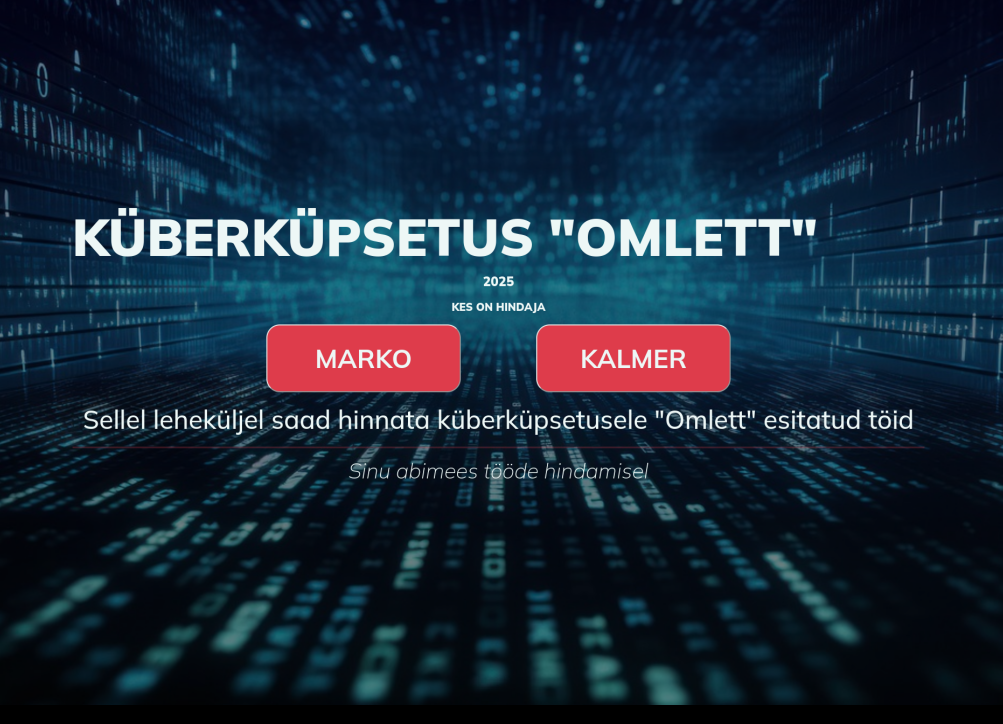 KÜBERKÜPSETUS "OMLETT"
2025
KES ON HINDAJA
MARKO KALMER
Sellel leheküljel saad hinnata küberküpsetusele "Omlett" esitatud töid
Sinu abimees tööde hindamisel